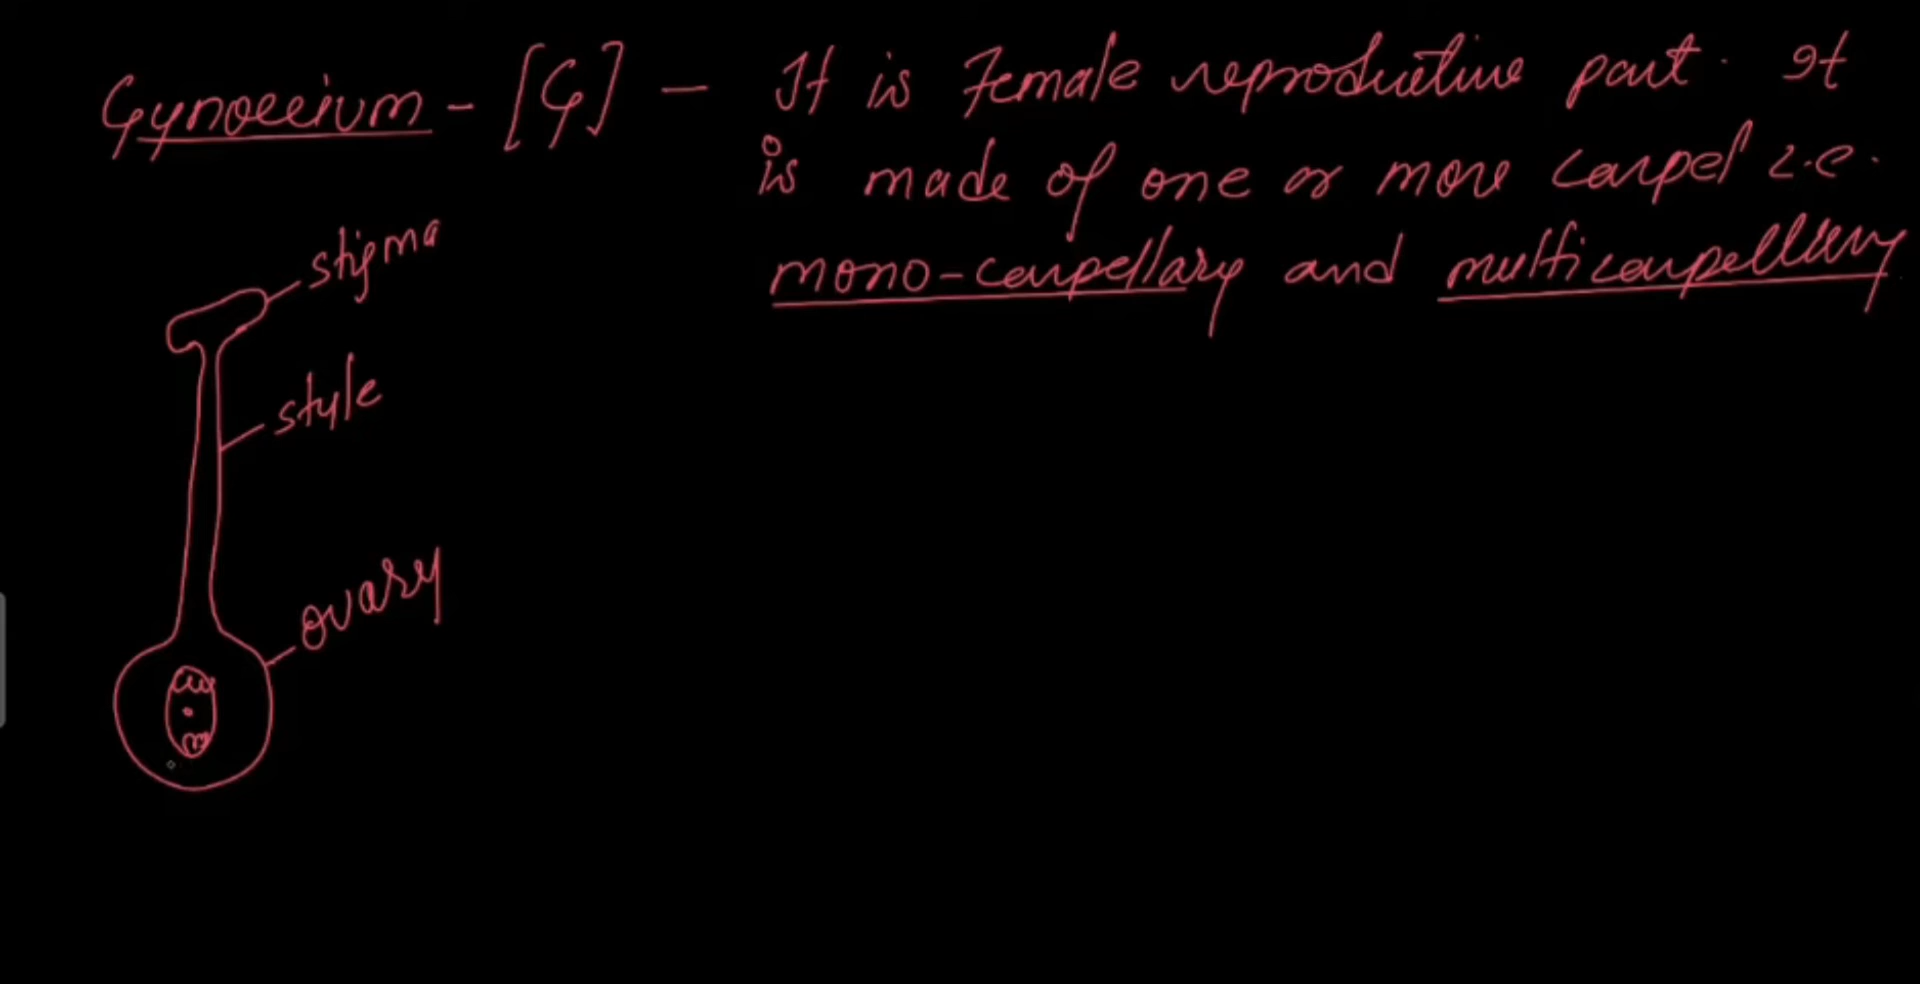 Gynoecium - [G] - It is Female reproductive part. It
is made of one or more carpel i.e.
mono-carpellary and multicarpellary
stigma
style
ovary